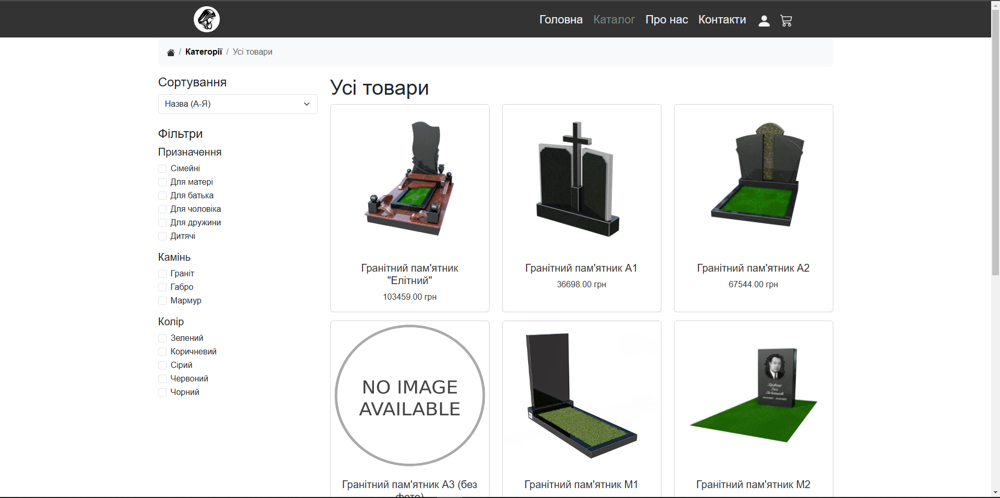 Головна Каталог Про нас Контакти
/ Категорії / Усі товари
Сортування
Назва (А-Я)
Фільтри
Призначення
Сімейні
Для матері
Для батька
Для чоловіка
Для дружини
Дитячі
Камінь
Граніт
Габро
Мармур
Колір
Зелений
Коричневий
Сірий
Червоний
Чорний
Усі товари
Гранітний пам'ятник
"Елітний"
103459.00 грн
Гранітний пам'ятник А1
36698.00 грн
Гранітний пам'ятник А2
67544.00 грн
NO IMAGE
AVAILABLE
Гранітний пам'ятник А3 (без
фото)
Гранітний пам'ятник М1
Гранітний пам'ятник М2